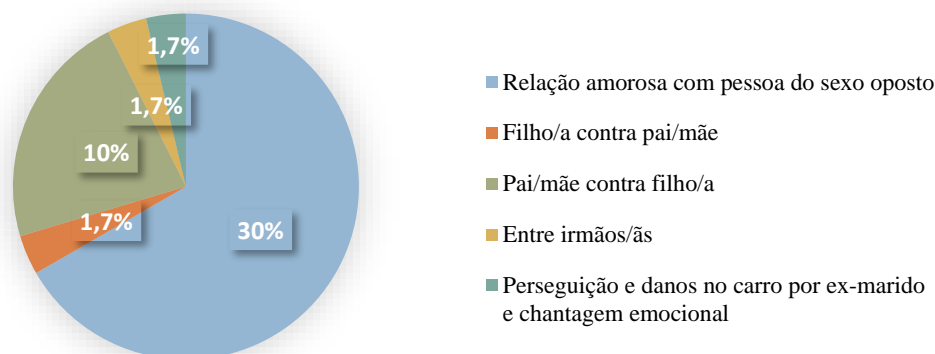 1,7%
1,7%
10%
1,7%
30%
Relação amorosa com pessoa do sexo oposto
Filho/a contra pai/mãe
Pai/mãe contra filho/a
Entre irmãos/ãs
Perseguição e danos no carro por ex-marido
e chantagem emocional